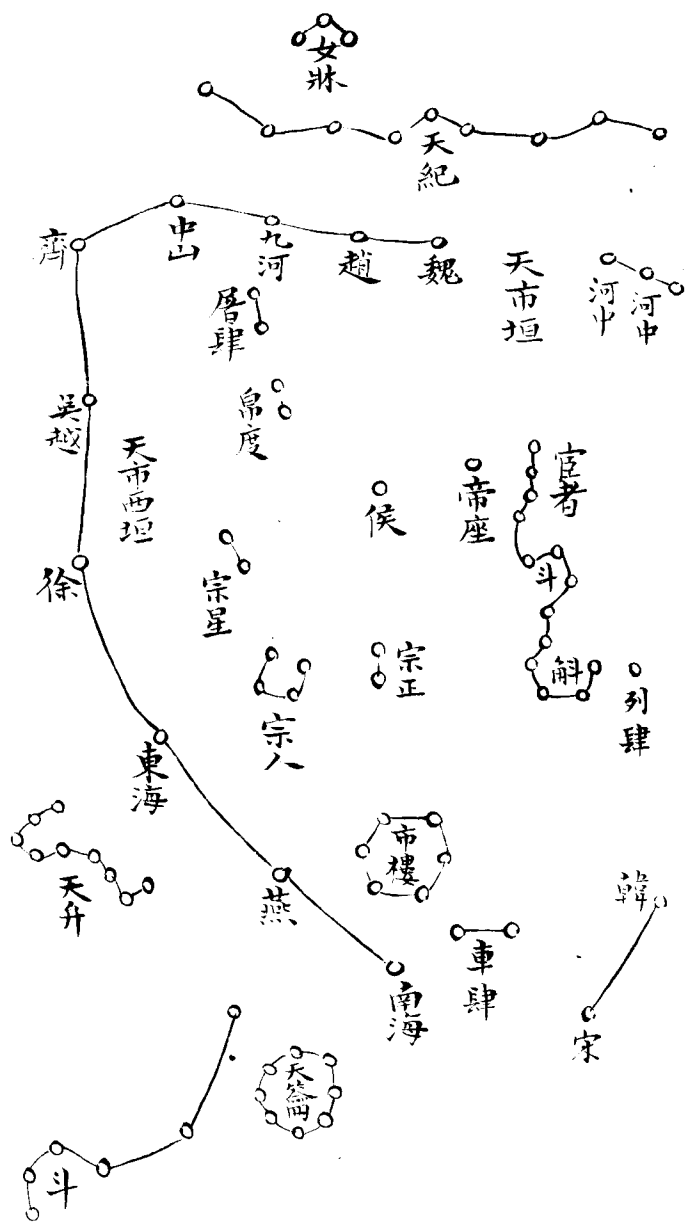 女牀
天紀
齊
中山
九河
趙
魏
天市垣
河中
河中
屠肆
帛度
吳越
天市西垣
徐
侯
帝座
宦者
斗
斛
列肆
宗星
宗人
宗正
東海
市樓
天弁
燕
車肆
韓
南海
宋
天籥
斗